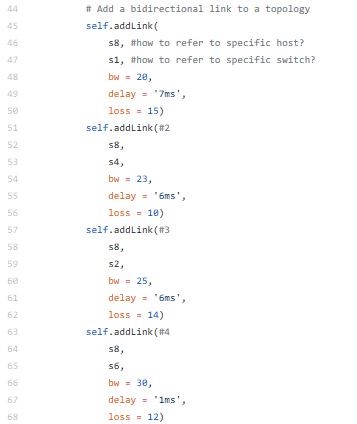 44 # Add a bidirectional link to a topology
45 self.addLink(
46 s8, #how to refer to specific host?
47 s1, #how to refer to specific switch?
48 bw = 20,
49 delay = '7ms',
50 loss = 15)
51 self.addLink(#2
52 s8,
53 s4,
54 bw = 23,
55 delay = '6ms',
56 loss = 10)
57 self.addLink(#3
58 s8,
59 s2,
60 bw = 25,
61 delay = '6ms',
62 loss = 14)
63 self.addLink(#4
64 s8,
65 s6,
66 bw = 30,
67 delay = '1ms',
68 loss = 12)